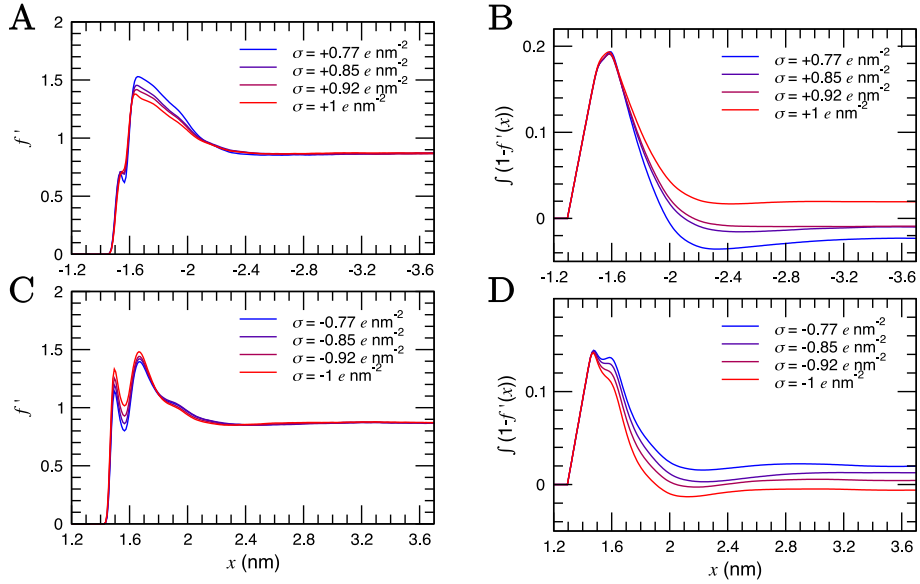 A
2
1.5
1
0.5
0
f '
σ = +0.77 e nm-2
σ = +0.85 e nm-2
σ = +0.92 e nm-2
σ = +1 e nm-2
-1.2 -1.6 -2 -2.4 -2.8 -3.2 -3.6
B
0.2
0.1
0
∫ (1-f '(x))
σ = +0.77 e nm-2
σ = +0.85 e nm-2
σ = +0.92 e nm-2
σ = +1 e nm-2
-1.2 -1.6 -2 -2.4 -2.8 -3.2 -3.6
C
2
1.5
1
0.5
0
f '
σ = -0.77 e nm-2
σ = -0.85 e nm-2
σ = -0.92 e nm-2
σ = -1 e nm-2
1.2 1.6 -2 -2.4 -2.8 -3.2 -3.6
x (nm)
D
0.1
0
∫ (1-f '(x))
σ = -0.77 e nm-2
σ = -0.85 e nm-2
σ = -0.92 e nm-2
σ = -1 e nm-2
1.2 1.6 -2 -2.4 -2.8 -3.2 -3.6
x (nm)